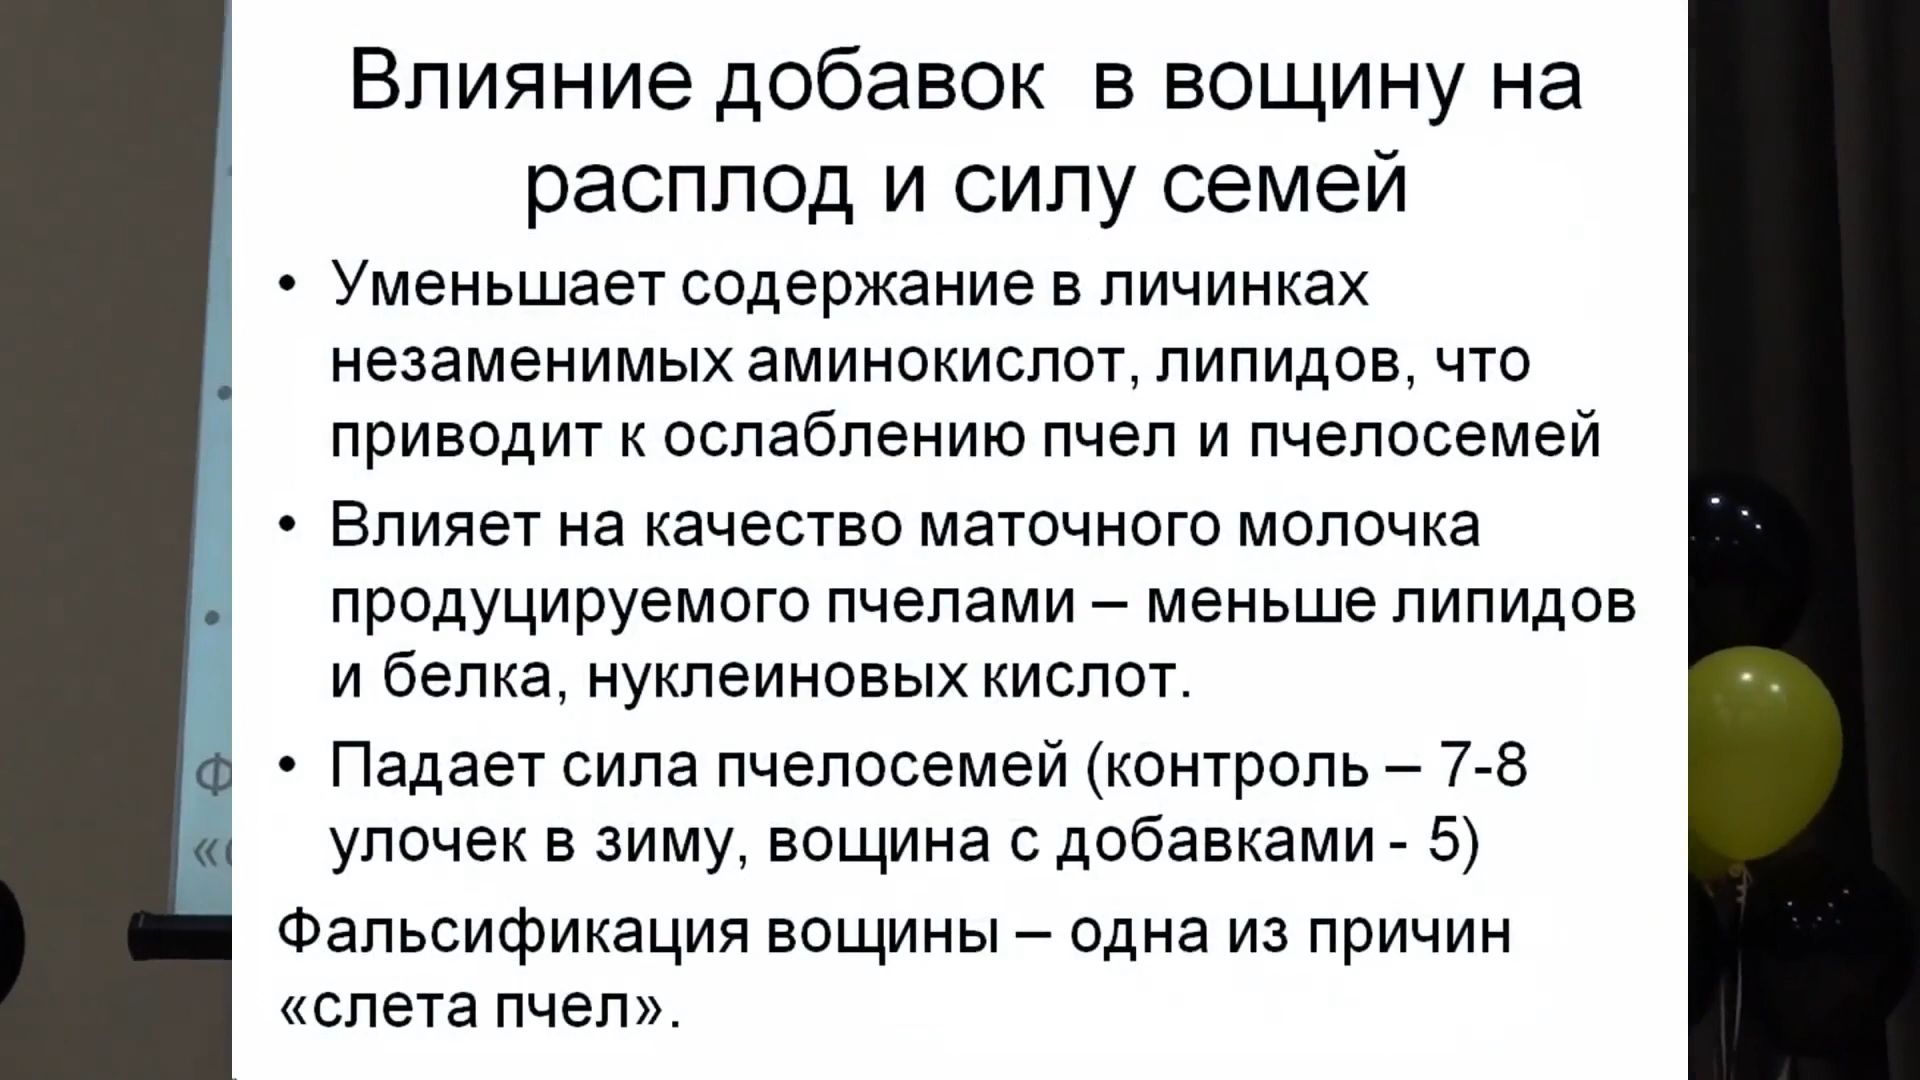 Влияние добавок в вощину на
расплод и силу семей
• Уменьшает содержание в личинках
незаменимых аминокислот, липидов, что
приводит к ослаблению пчел и пчелосемей
• Влияет на качество маточного молочка
продуцируемого пчелами – меньше липидов
и белка, нуклеиновых кислот.
• Падает сила пчелосемей (контроль – 7-8
улочек в зиму, вощина с добавками - 5)
Фальсификация вощины – одна из причин
«слета пчел».